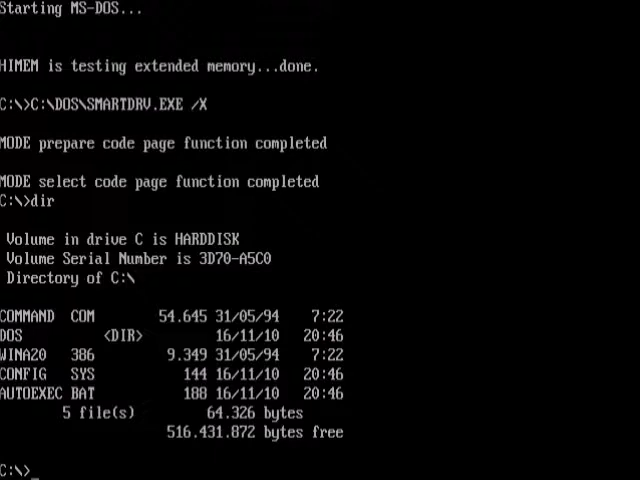 Starting MS-DOS...
HIMEM is testing extended memory...done.
C:\>C:\DOS\SMARTDRV.EXE /X
MODE prepare code page function completed
MODE select code page function completed
C:\>dir
Volume in drive C is HARDDISK
Volume Serial Number is 3D70-A5C0
Directory of C:\
COMMAND  COM        54.645 31/05/94    7:22
DOS          <DIR>         16/11/10   20:46
WINA20   386         9.349 31/05/94    7:22
CONFIG   SYS           144 16/11/10   20:46
AUTOEXEC BAT           188 16/11/10   20:46
5 file(s)         64.326 bytes
516.431.872 bytes free
C:\>_